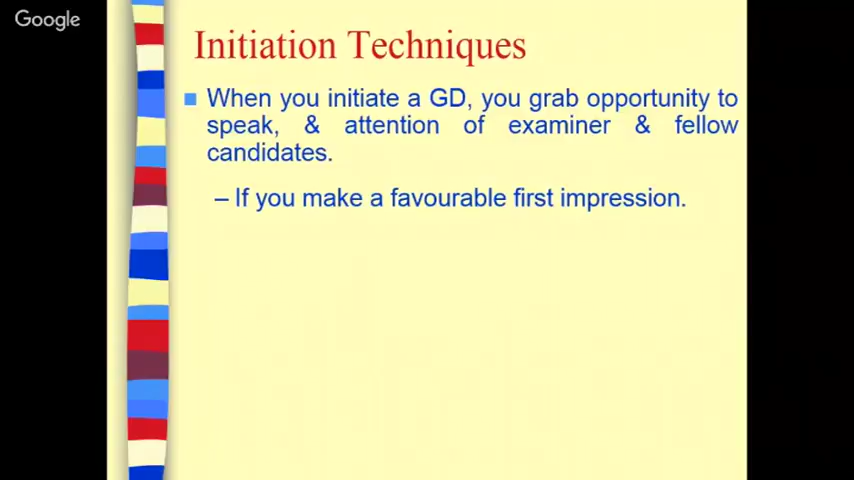 Google
Initiation Techniques
When you initiate a GD, you grab opportunity to
speak, & attention of examiner & fellow
candidates.
– If you make a favourable first impression.